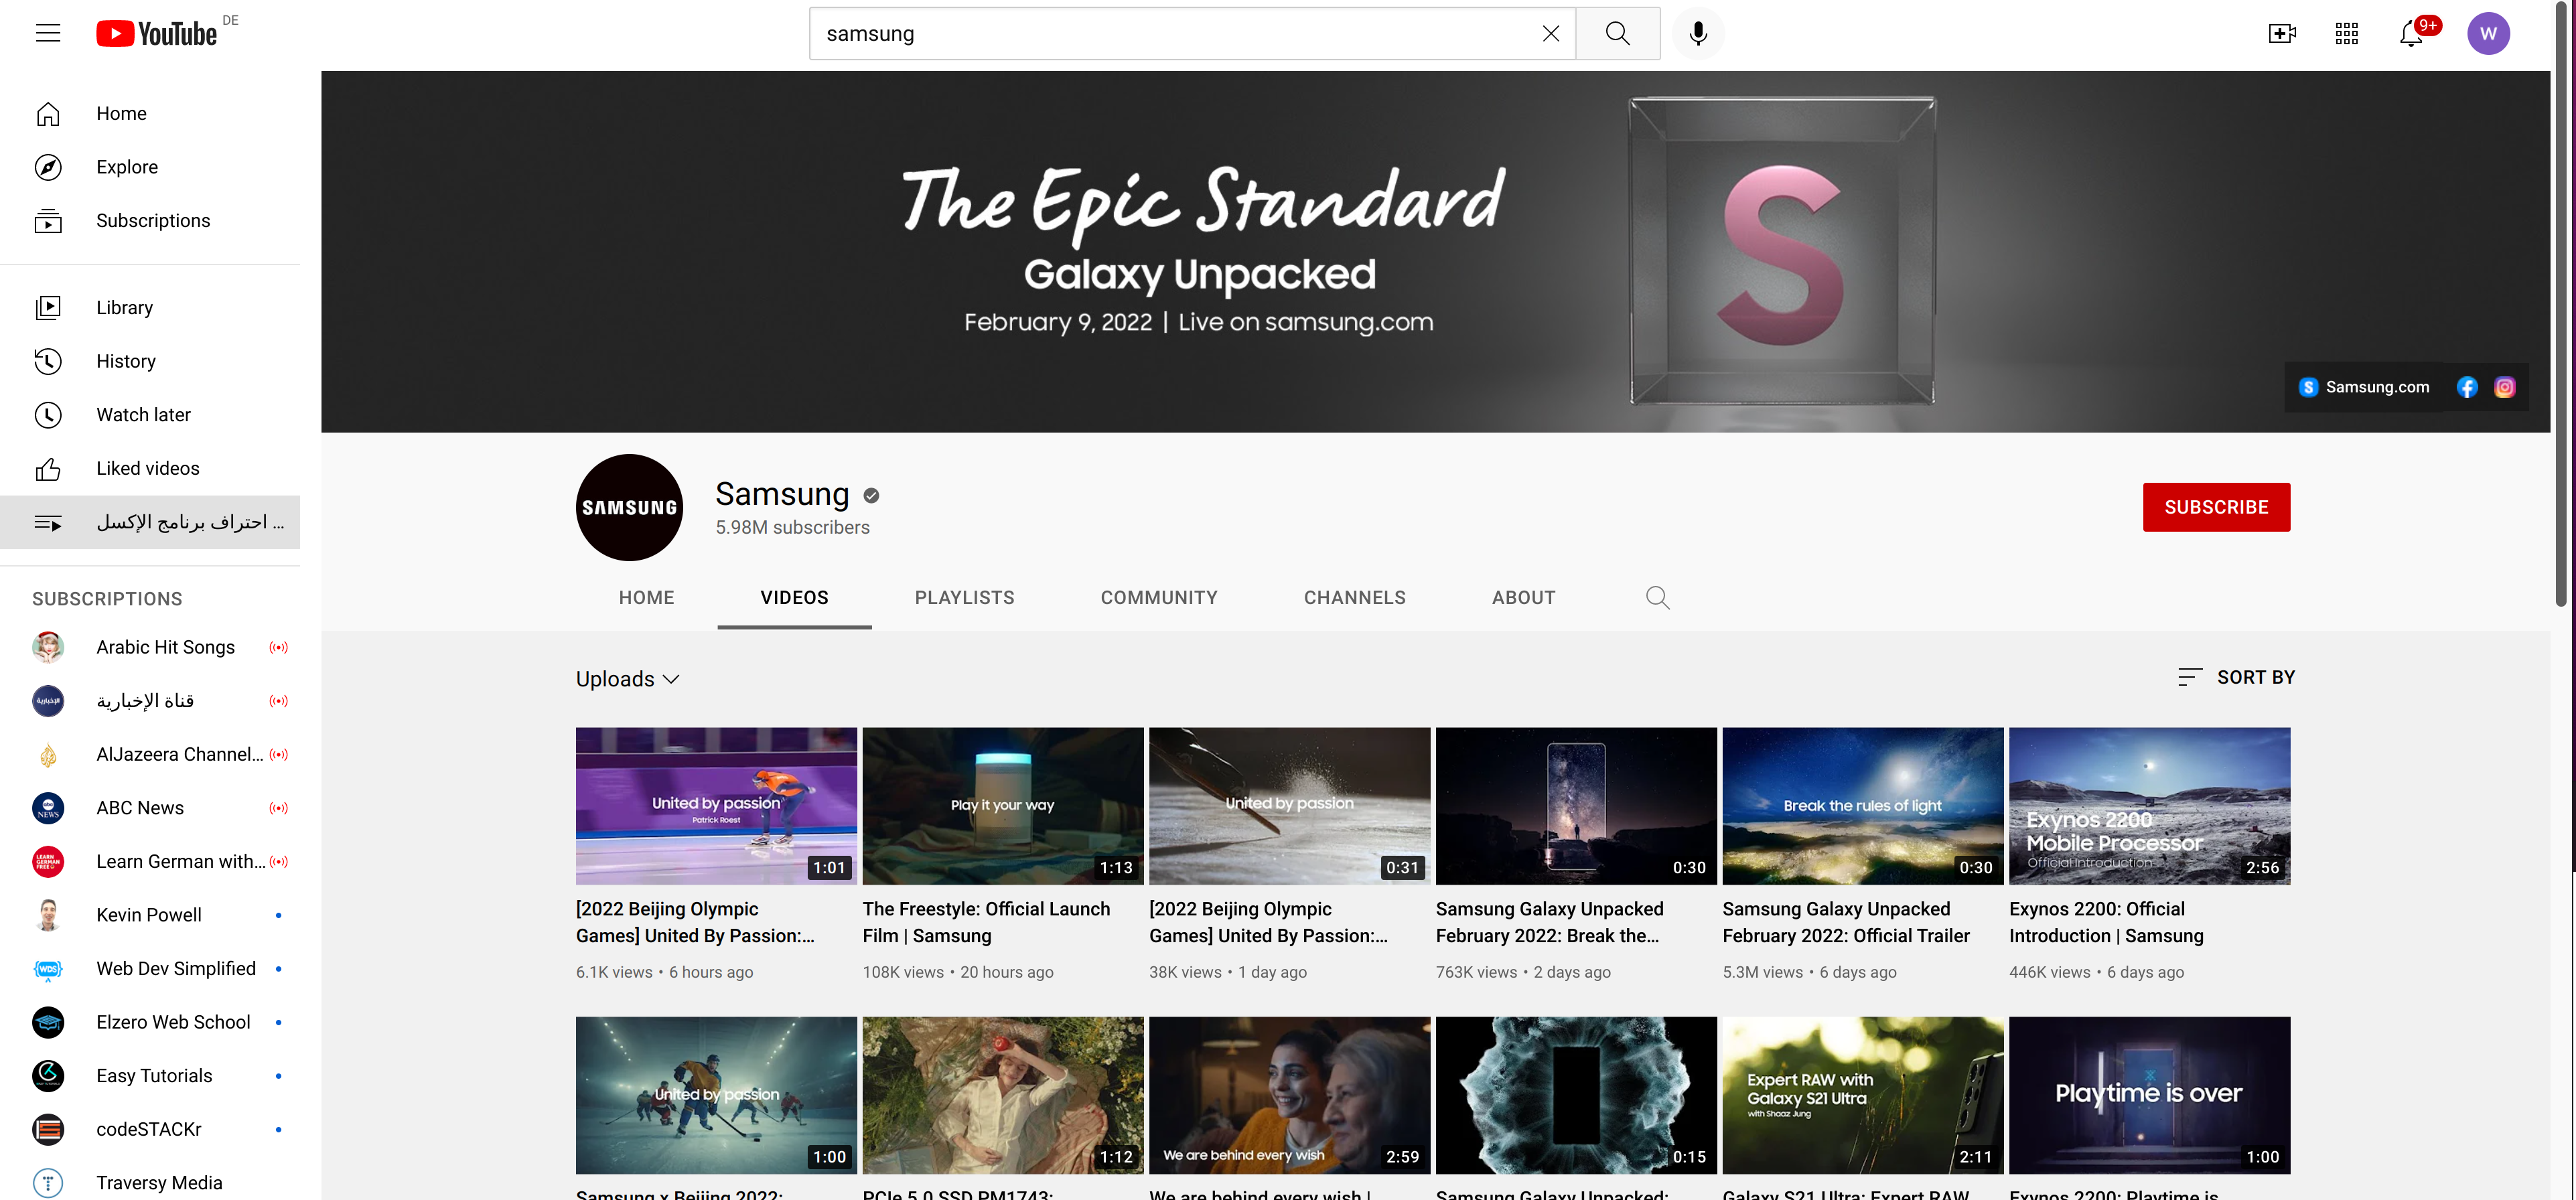 YouTube DE
samsung
9+
W
Home
Explore
Subscriptions
Library
History
Watch later
Liked videos
احتراف برنامج الإكسل ...
SUBSCRIPTIONS
Arabic Hit Songs
قناة الإخبارية
AlJazeera Channel...
ABC News
Learn German with...
Kevin Powell
Web Dev Simplified
Elzero Web School
Easy Tutorials
codeSTACKr
Traversy Media
The Epic Standard
Galaxy Unpacked
February 9, 2022 | Live on samsung.com
S
Samsung.com
SAMSUNG
Samsung
5.98M subscribers
SUBSCRIBE
HOME VIDEOS PLAYLISTS COMMUNITY CHANNELS ABOUT
Uploads
SORT BY
United by passion
Patrick Roest
1:01
[2022 Beijing Olympic
Games] United By Passion:...
6.1K views • 6 hours ago
Play it your way
1:13
The Freestyle: Official Launch
Film | Samsung
108K views • 20 hours ago
United by passion
0:31
[2022 Beijing Olympic
Games] United By Passion:...
38K views • 1 day ago
0:30
Samsung Galaxy Unpacked
February 2022: Break the...
763K views • 2 days ago
Break the rules of light
0:30
Samsung Galaxy Unpacked
February 2022: Official Trailer
5.3M views • 6 days ago
Exynos 2200
Mobile Processor
Official Introduction
2:56
Exynos 2200: Official
Introduction | Samsung
446K views • 6 days ago
United by passion
1:00
Samsung x Beijing 2022:
1:12
PCIe 5.0 SSD PM1743:
We are behind every wish
2:59
We are behind every wish |
0:15
Samsung Galaxy Unpacked:
Expert RAW with
Galaxy S21 Ultra
with Shaaz Jung
2:11
Galaxy S21 Ultra: Expert RAW
Playtime is over
1:00
Exynos 2200: Playtime is